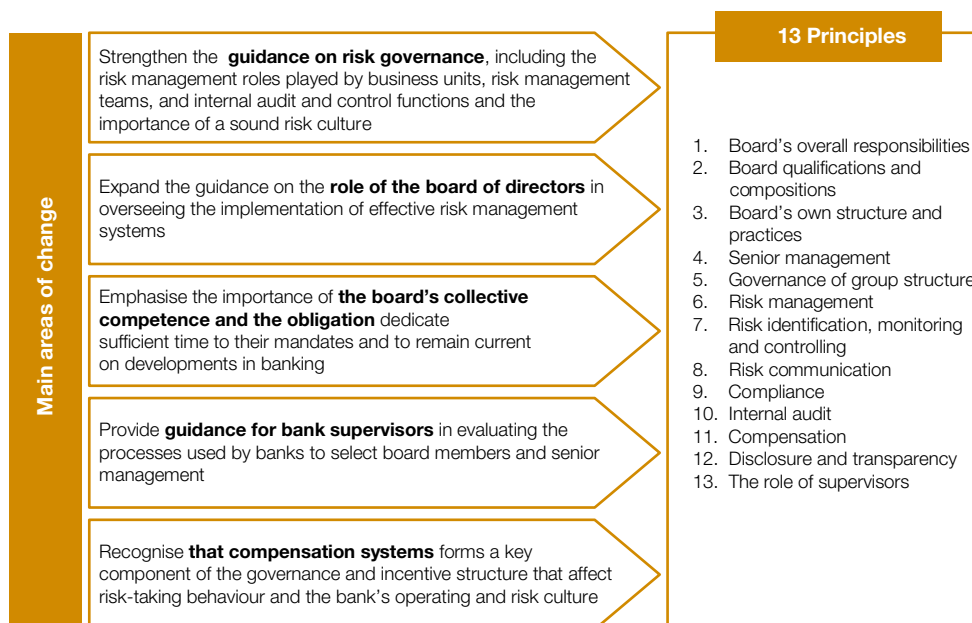 Main areas of change
Strengthen the guidance on risk governance, including the
risk management roles played by business units, risk management
teams, and internal audit and control functions and the
importance of a sound risk culture
Expand the guidance on the role of the board of directors in
overseeing the implementation of effective risk management
systems
Emphasise the importance of the board's collective
competence and the obligation dedicate
sufficient time to their mandates and to remain current
on developments in banking
Provide guidance for bank supervisors in evaluating the
processes used by banks to select board members and senior
management
Recognise that compensation systems forms a key
component of the governance and incentive structure that affect
risk-taking behaviour and the bank's operating and risk culture
13 Principles
1. Board's overall responsibilities
2. Board qualifications and
compositions
3. Board's own structure and
practices
4. Senior management
5. Governance of group structure
6. Risk management
7. Risk identification, monitoring
and controlling
8. Risk communication
9. Compliance
10. Internal audit
11. Compensation
12. Disclosure and transparency
13. The role of supervisors